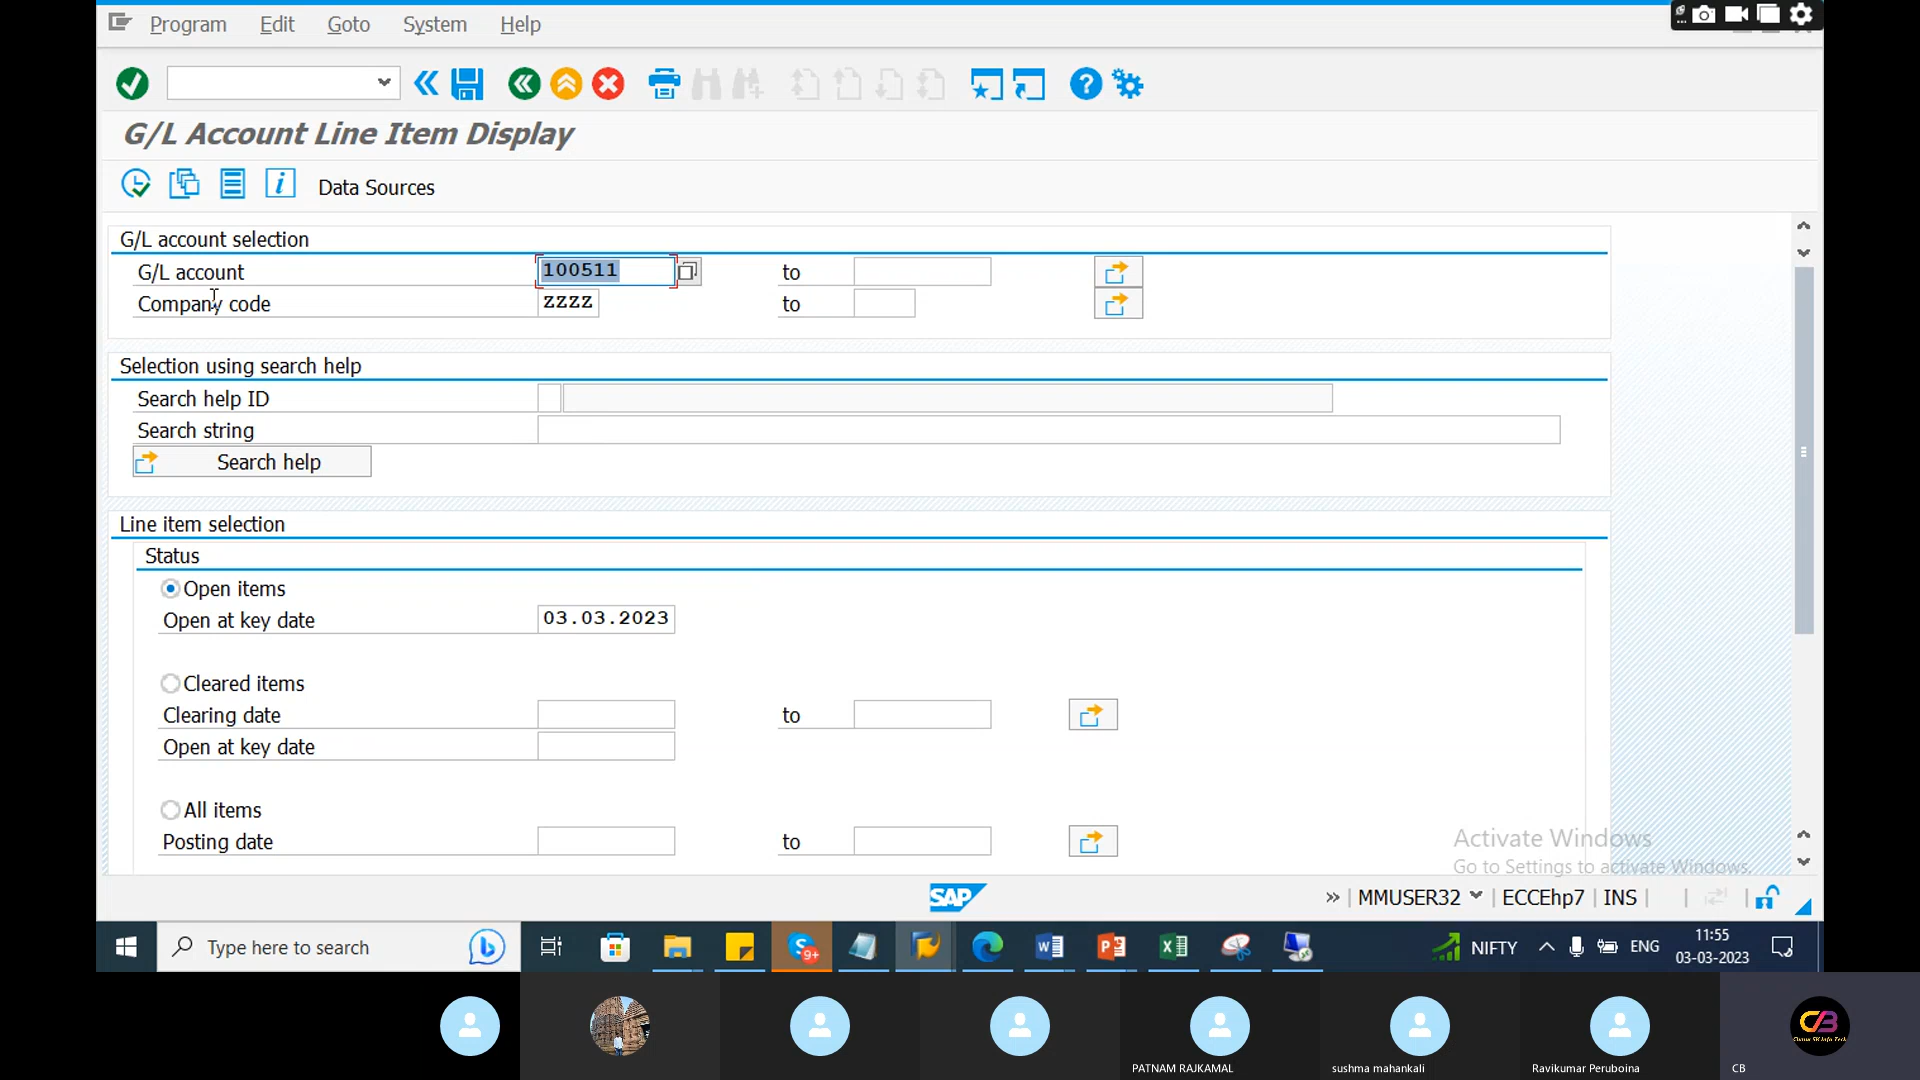 Program Edit Goto System Help
G/L Account Line Item Display
Data Sources
G/L account selection
G/L account 100511 to
Company code ZZZZ to
Selection using search help
Search help ID
Search string
Search help
Line item selection
Status
Open items
Open at key date 03.03.2023
Cleared items
Clearing date to
Open at key date
All items
Posting date to
Activate Windows
Go to Settings to activate Windows.
SAP MMUSER32 ECCEhp7 INS
Type here to search 9+ NIFTY ENG 11:55
03-03-2023
CB
PATNAM RAJKAMAL sushma mahankali Ravikumar Peruboina CB